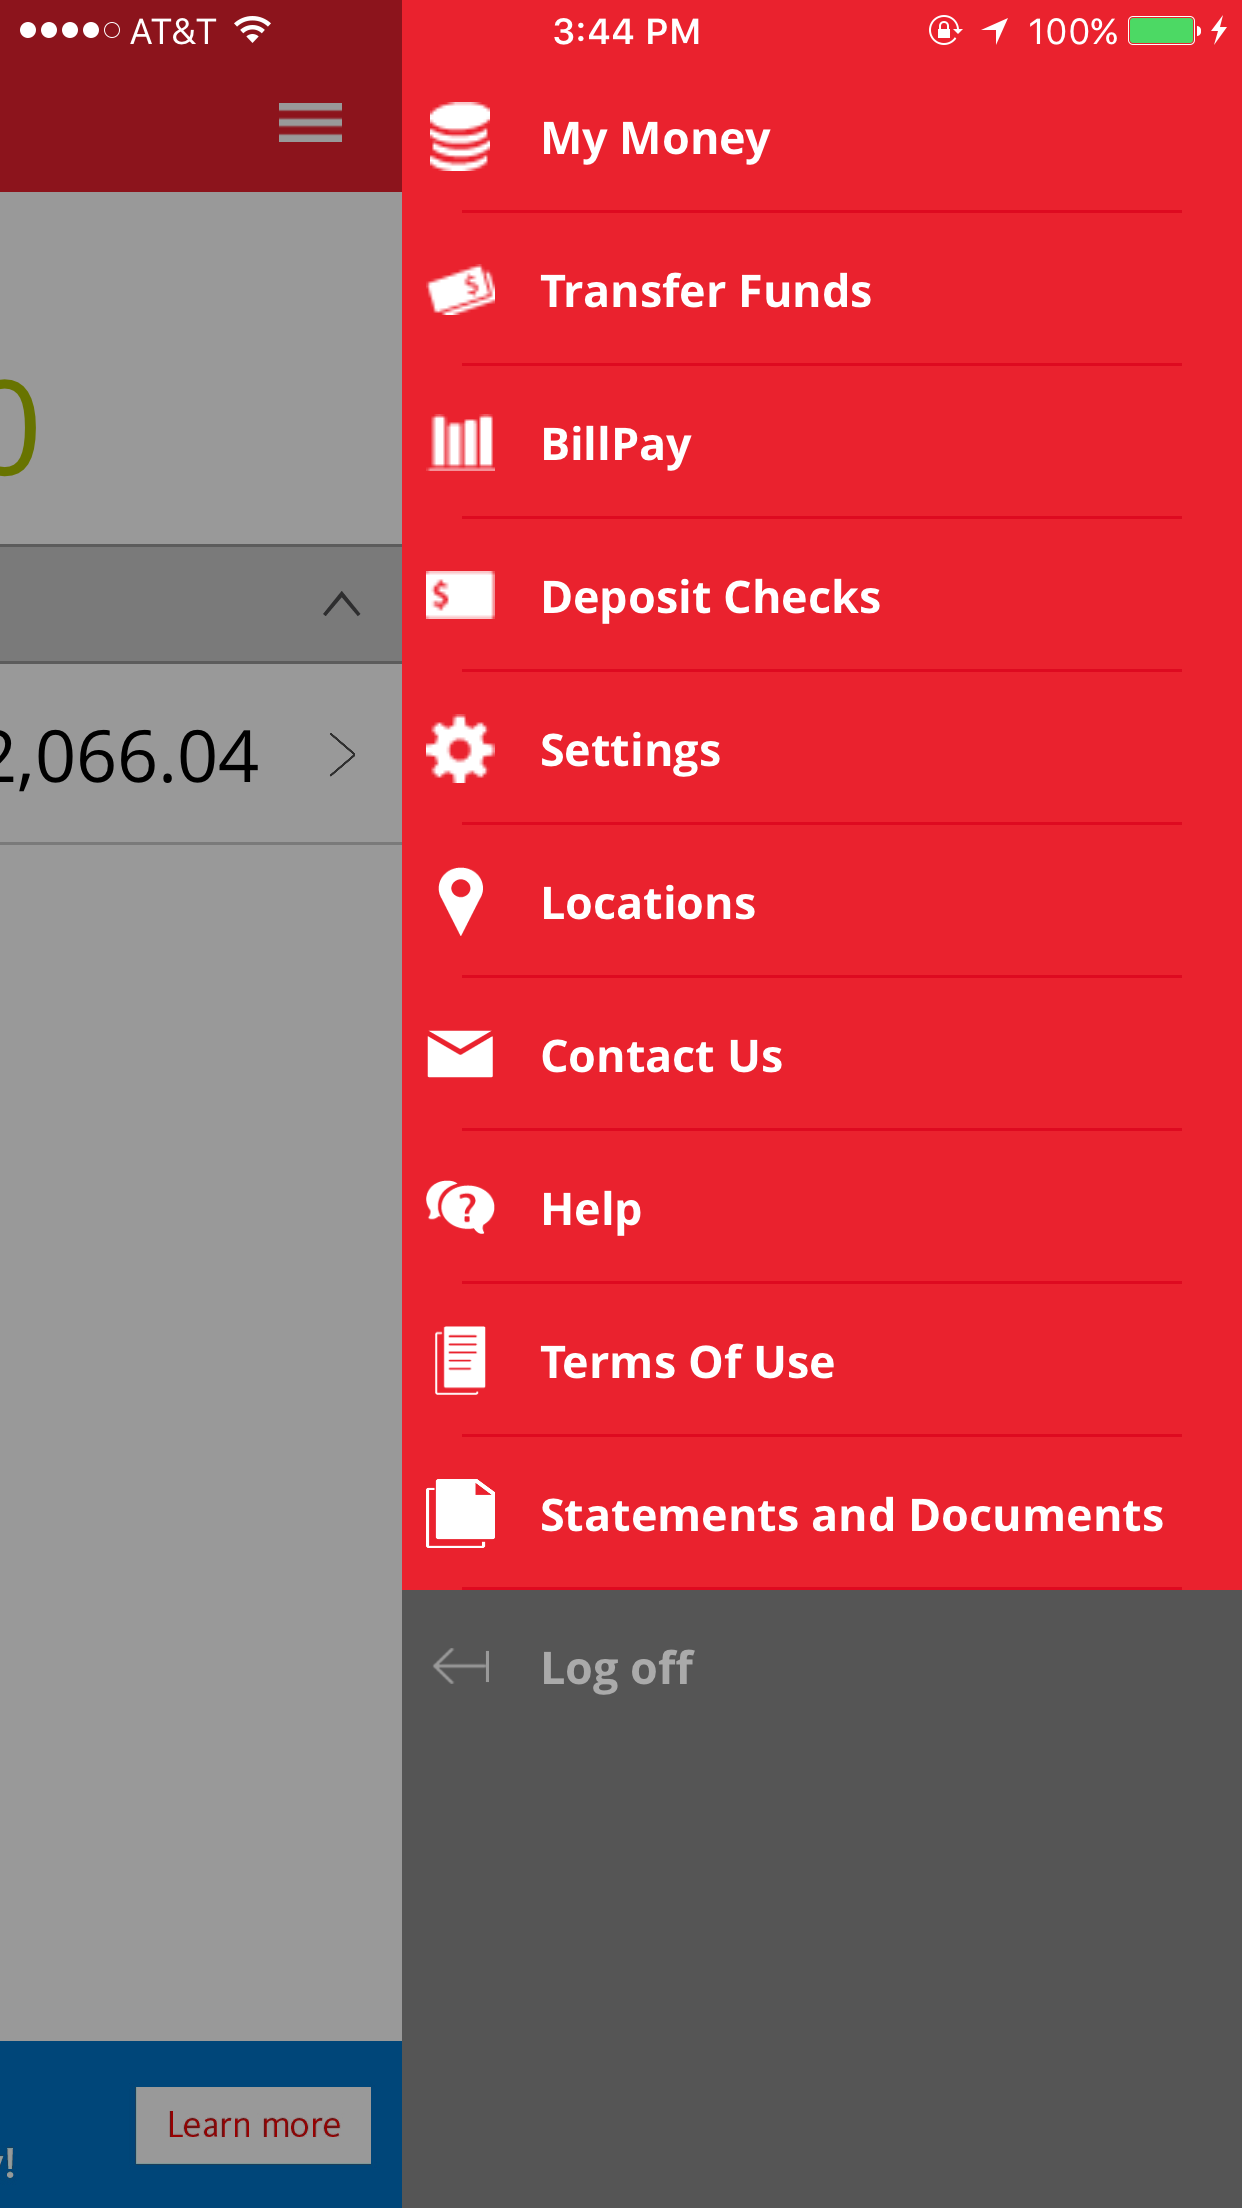 AT&T 3:44 PM 100%
My Money
Transfer Funds
0
BillPay
$ Deposit Checks
2,066.04
Settings
Locations
Contact Us
? Help
Terms Of Use
Statements and Documents
Log off
Learn more
!